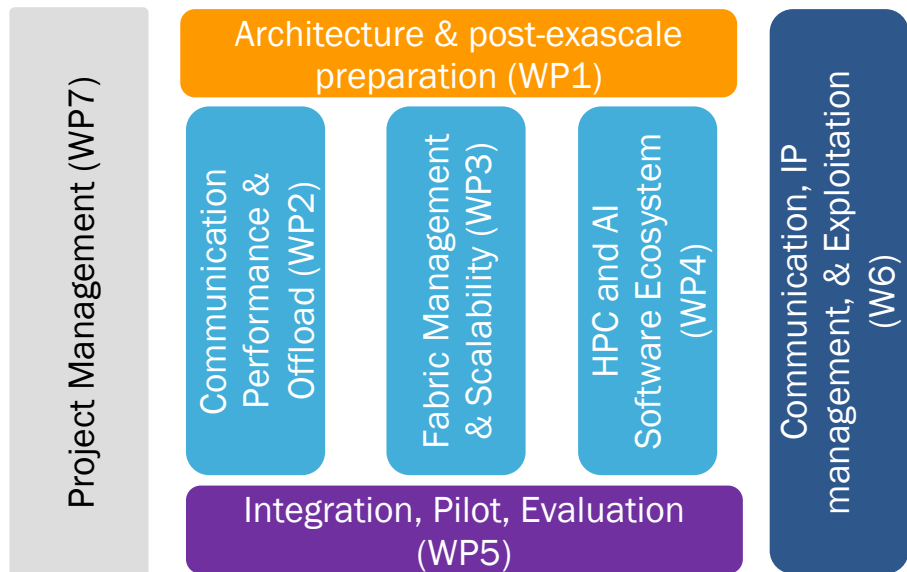 Project Management (WP7)
Architecture & post-exascale
preparation (WP1)
Communication
Performance &
Offload (WP2)
Fabric Management
& Scalability (WP3)
HPC and AI
Software Ecosystem
(WP4)
Integration, Pilot, Evaluation
(WP5)
Communication, IP
management, & Exploitation
(W6)